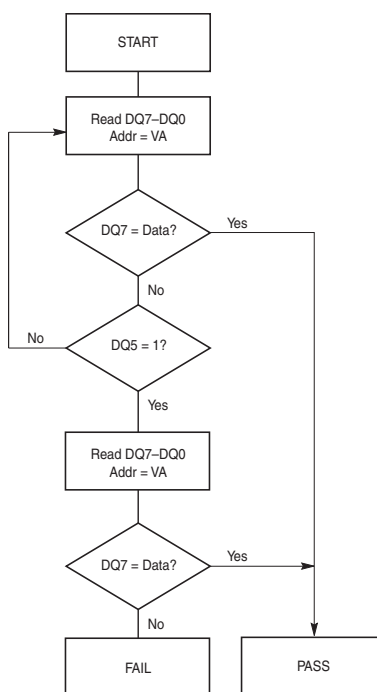 START
Read DQ7–DQ0
Addr = VA
DQ7 = Data?
Yes
No
DQ5 = 1?
No
Yes
Read DQ7–DQ0
Addr = VA
DQ7 = Data?
Yes
No
FAIL
PASS